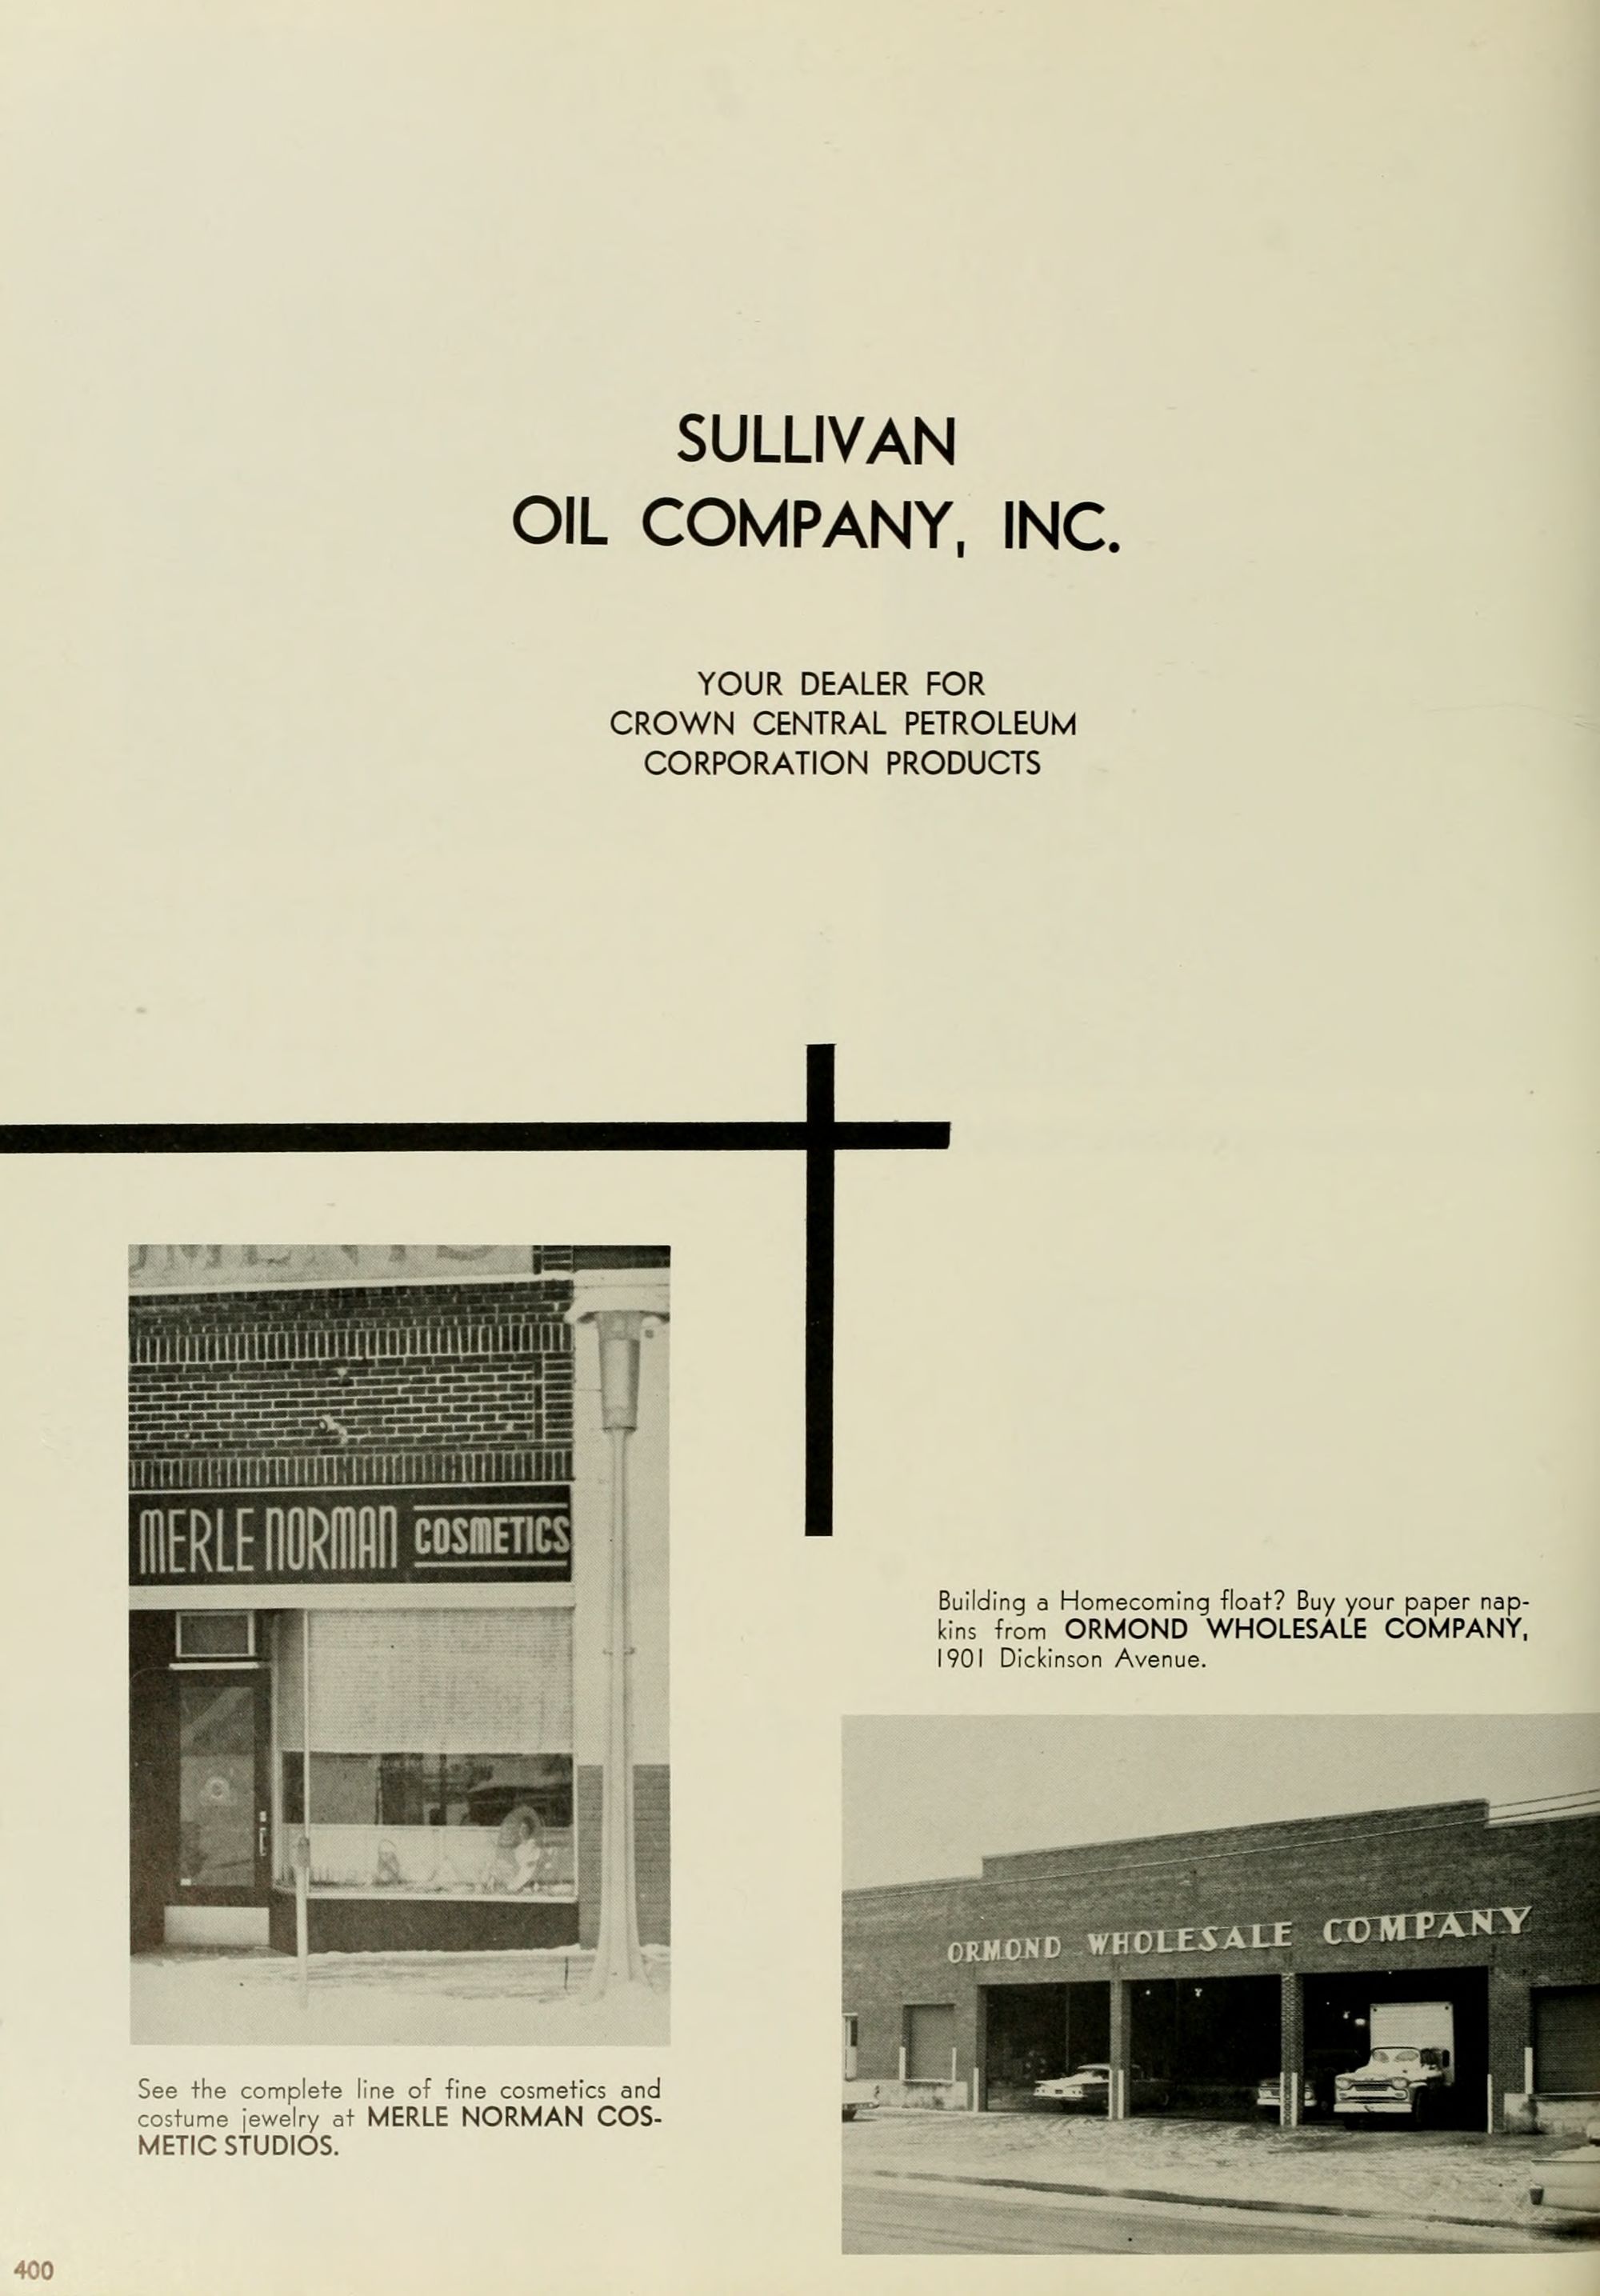 SULLIVAN
OIL COMPANY, INC.
YOUR DEALER FOR
CROWN CENTRAL PETROLEUM
CORPORATION PRODUCTS
MERLE NORMAN COSMETICS
See the complete line of fine cosmetics and
costume jewelry at MERLE NORMAN COS-
METIC STUDIOS.
Building a Homecoming float? Buy your paper nap-
kins from ORMOND WHOLESALE COMPANY,
1901 Dickinson Avenue.
ORMOND WHOLESALE COMPANY
400